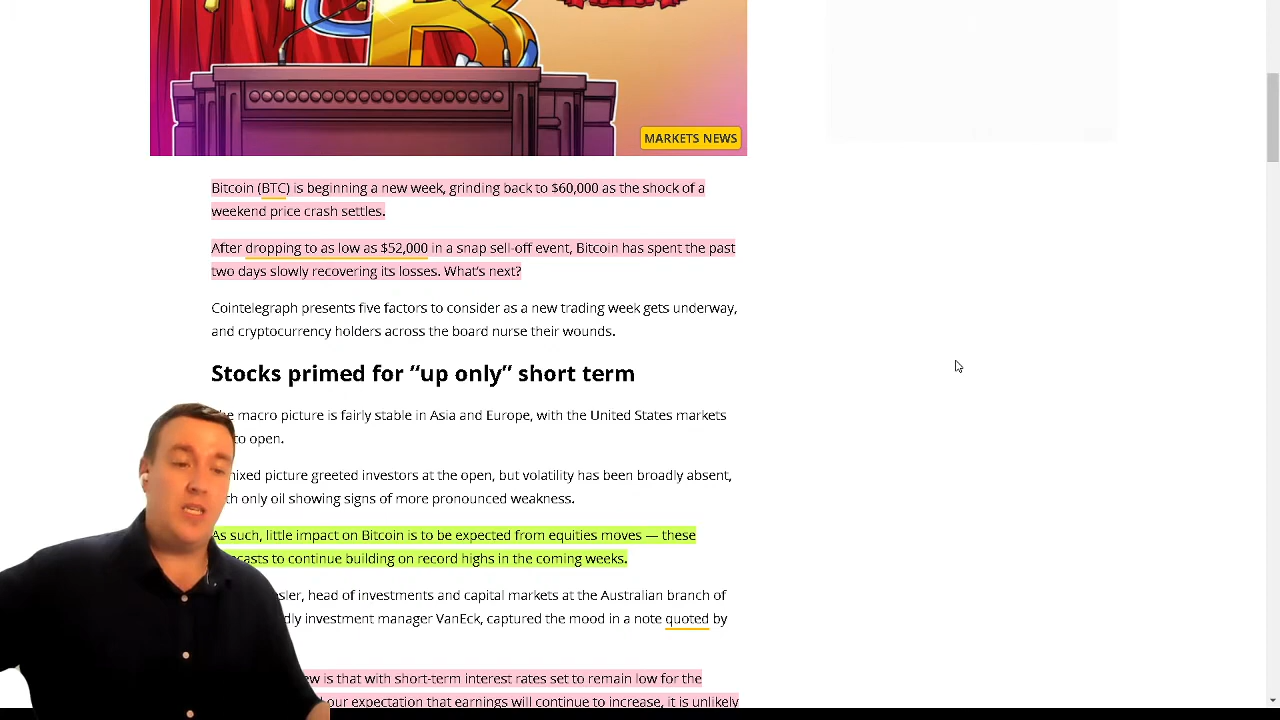 MARKETS NEWS
Bitcoin (BTC) is beginning a new week, grinding back to $60,000 as the shock of a
weekend price crash settles.
After dropping to as low as $52,000 in a snap sell-off event, Bitcoin has spent the past
two days slowly recovering its losses. What's next?
Cointelegraph presents five factors to consider as a new trading week gets underway,
and cryptocurrency holders across the board nurse their wounds.
Stocks primed for “up only” short term
macro picture is fairly stable in Asia and Europe, with the United States markets
to open.
mixed picture greeted investors at the open, but volatility has been broadly absent,
only oil showing signs of more pronounced weakness.
As such, little impact on Bitcoin is to be expected from equities moves — these
to continue building on record highs in the coming weeks.
head of investments and capital markets at the Australian branch of
investment manager VanEck, captured the mood in a note quoted by
is that with short-term interest rates set to remain low for the
our expectation that earnings will continue to increase, it is unlikely